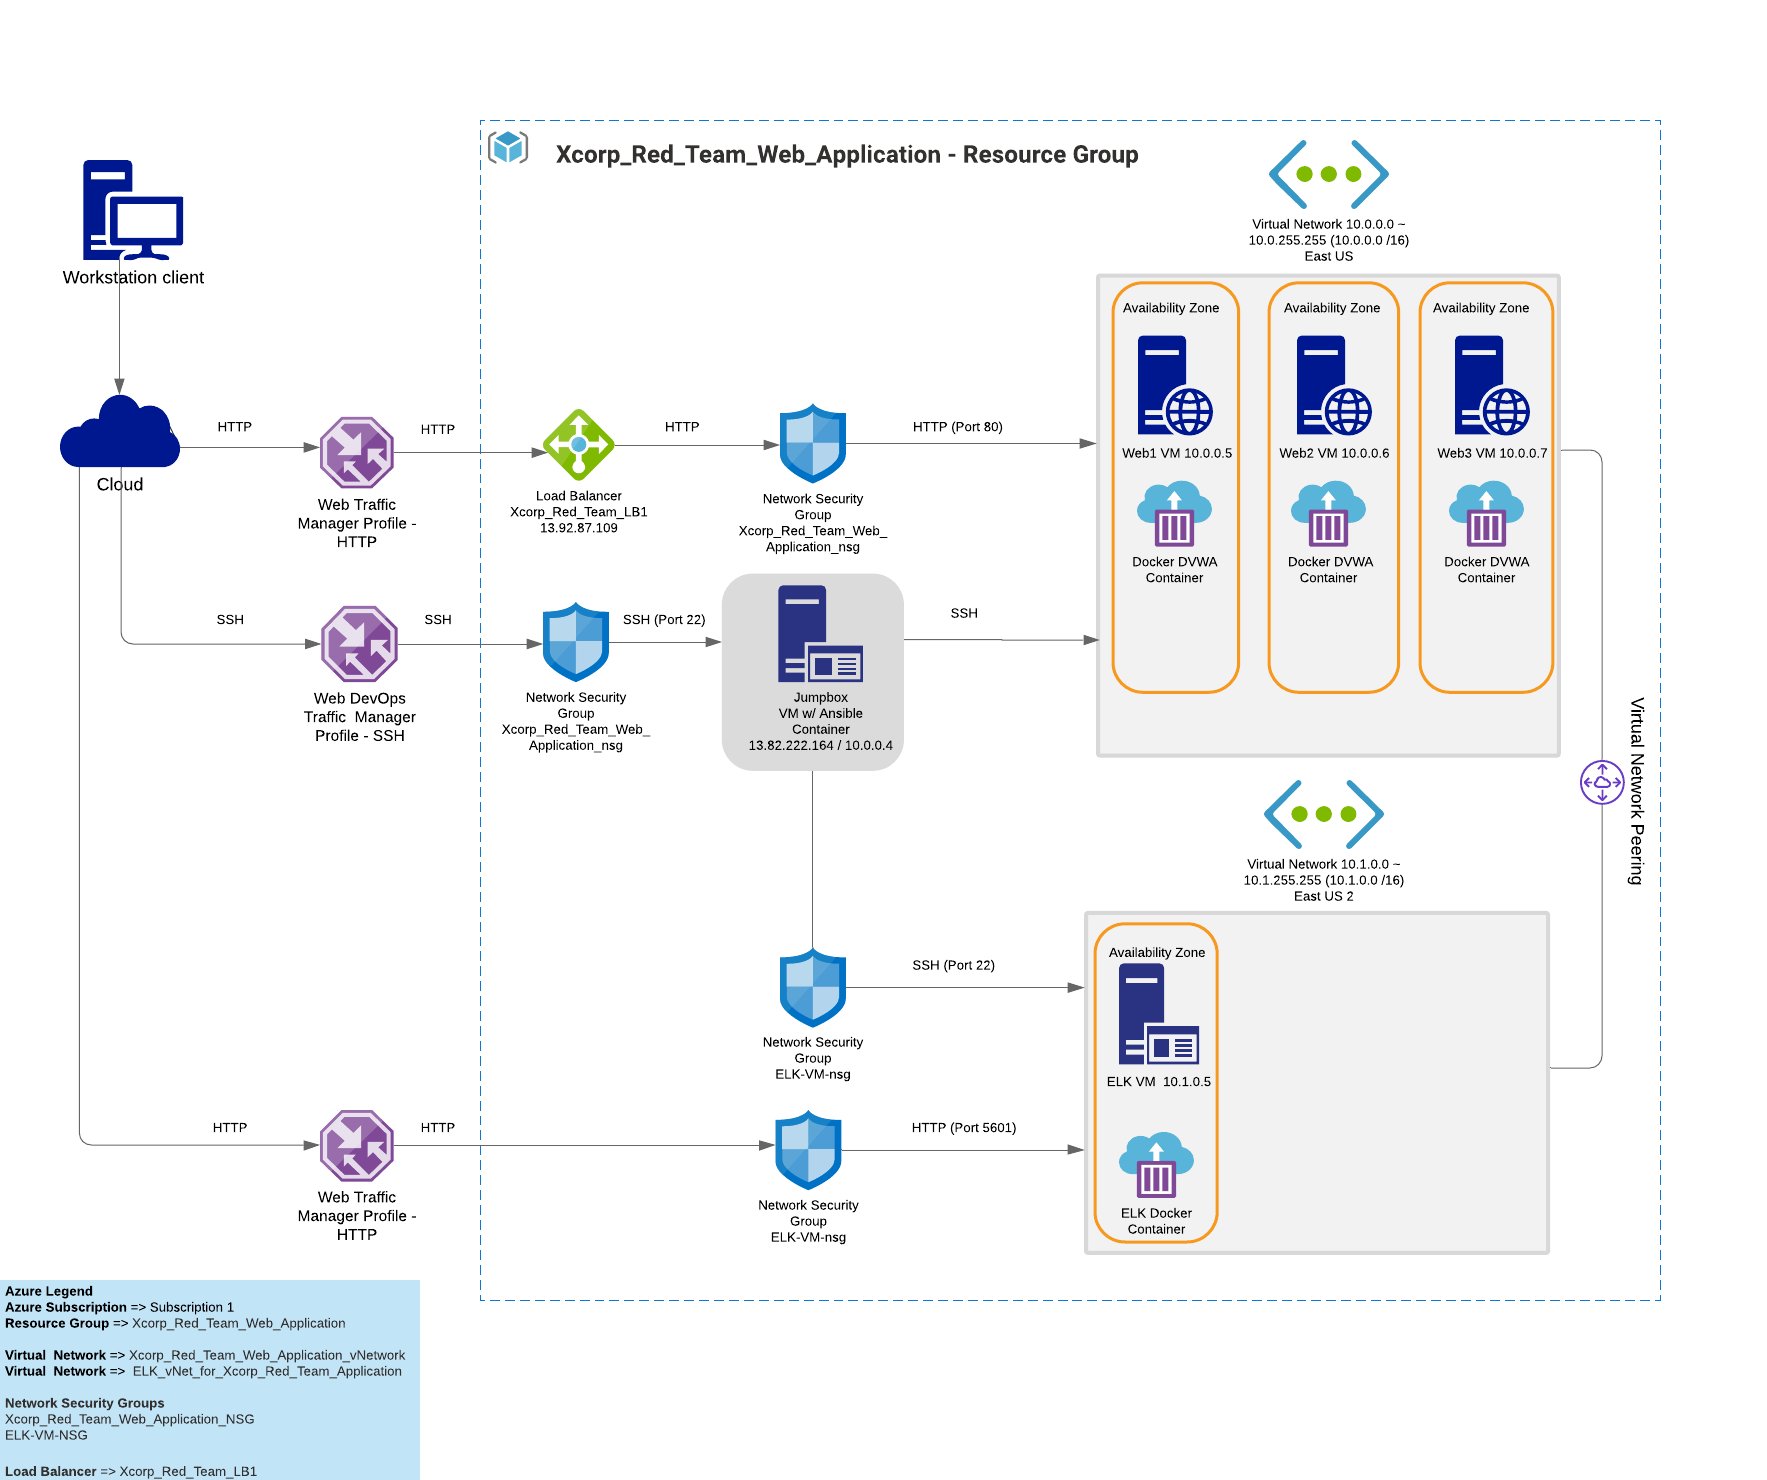 Xcorp_Red_Team_Web_Application - Resource Group
Virtual Network 10.0.0.0 ~
10.0.255.255 (10.0.0.0 /16)
East US
Workstation client
Availability Zone
Availability Zone
Availability Zone
HTTP
HTTP
HTTP
HTTP (Port 80)
Web1 VM 10.0.0.5
Web2 VM 10.0.0.6
Web3 VM 10.0.0.7
Cloud
Web Traffic
Manager Profile -
HTTP
Load Balancer
Xcorp_Red_Team_LB1
13.92.87.109
Network Security
Group
Xcorp_Red_Team_Web_
Application_nsg
Docker DVWA
Container
Docker DVWA
Container
Docker DVWA
Container
SSH
SSH
SSH (Port 22)
SSH
Web DevOps
Traffic  Manager
Profile - SSH
Network Security
Group
Xcorp_Red_Team_Web_
Application_nsg
Jumpbox
VM w/ Ansible
Container
13.82.222.164 / 10.0.0.4
Virtual Network Peering
Virtual Network 10.1.0.0 ~
10.1.255.255 (10.1.0.0 /16)
East US 2
Availability Zone
SSH (Port 22)
Network Security
Group
ELK-VM-nsg
ELK VM  10.1.0.5
HTTP
HTTP
HTTP (Port 5601)
Web Traffic
Manager Profile -
HTTP
Network Security
Group
ELK-VM-nsg
ELK Docker
Container
Azure Legend
Azure Subscription => Subscription 1
Resource Group => Xcorp_Red_Team_Web_Application
Virtual  Network => Xcorp_Red_Team_Web_Application_vNetwork
Virtual  Network =>  ELK_vNet_for_Xcorp_Red_Team_Application
Network Security Groups
Xcorp_Red_Team_Web_Application_NSG
ELK-VM-NSG
Load Balancer => Xcorp_Red_Team_LB1